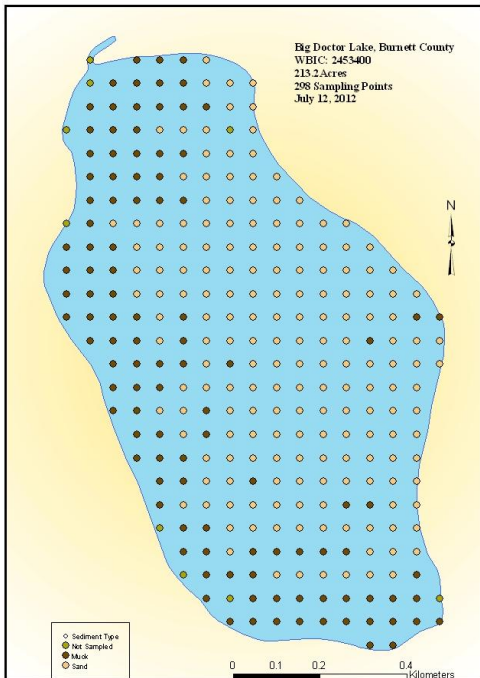 Big Doctor Lake, Burnett County
WBIC: 2453400
213.2 Acres
298 Sampling Points
July 12, 2012
N
Sediment Type
Not Sampled
Muck
Sand
0 0.1 0.2 0.4
Kilometers